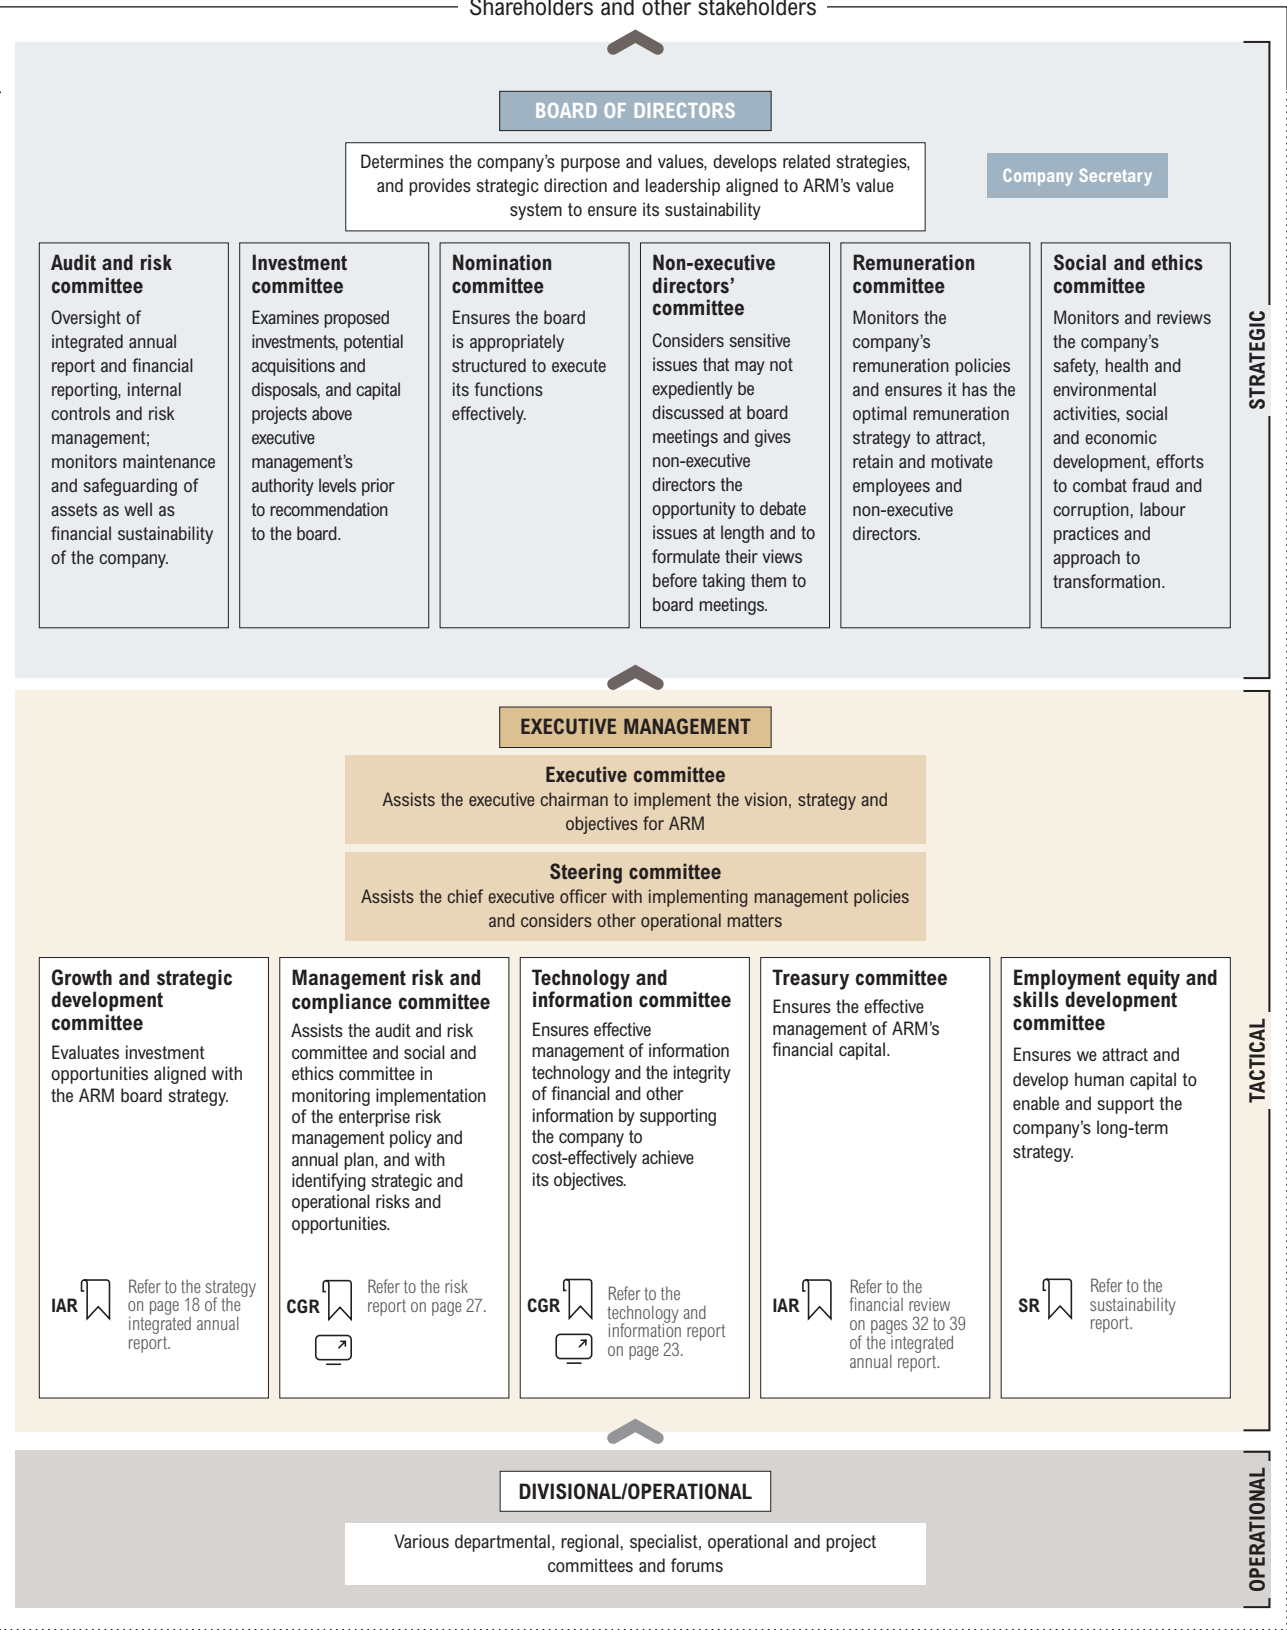 Shareholders and other stakeholders
BOARD OF DIRECTORS
Determines the company’s purpose and values, develops related strategies,
and provides strategic direction and leadership aligned to ARM’s value
system to ensure its sustainability
Company Secretary
Audit and risk
committee
Oversight of
integrated annual
report and financial
reporting, internal
controls and risk
management;
monitors maintenance
and safeguarding of
assets as well as
financial sustainability
of the company.
Investment
committee
Examines proposed
investments, potential
acquisitions and
disposals, and capital
projects above
executive
management’s
authority levels prior
to recommendation
to the board.
Nomination
committee
Ensures the board
is appropriately
structured to execute
its functions
effectively.
Non-executive
directors’
committee
Considers sensitive
issues that may not
expediently be
discussed at board
meetings and gives
non-executive
directors the
opportunity to debate
issues at length and to
formulate their views
before taking them to
board meetings.
Remuneration
committee
Monitors the
company’s
remuneration policies
and ensures it has the
optimal remuneration
strategy to attract,
retain and motivate
employees and
non-executive
directors.
Social and ethics
committee
Monitors and reviews
the company’s
safety, health and
environmental
activities, social
and economic
development, efforts
to combat fraud and
corruption, labour
practices and
approach to
transformation.
STRATEGIC
EXECUTIVE MANAGEMENT
Executive committee
Assists the executive chairman to implement the vision, strategy and
objectives for ARM
Steering committee
Assists the chief executive officer with implementing management policies
and considers other operational matters
Growth and strategic
development
committee
Evaluates investment
opportunities aligned with
the ARM board strategy.
IAR
Refer to the strategy
on page 18 of the
integrated annual
report.
Management risk and
compliance committee
Assists the audit and risk
committee and social and
ethics committee in
monitoring implementation
of the enterprise risk
management policy and
annual plan, and with
identifying strategic and
operational risks and
opportunities.
CGR
Refer to the risk
report on page 27.
Technology and
information committee
Ensures effective
management of information
technology and the integrity
of financial and other
information by supporting
the company to
cost-effectively achieve
its objectives.
CGR
Refer to the
technology and
information report
on page 23.
Treasury committee
Ensures the effective
management of ARM’s
financial capital.
IAR
Refer to the
financial review
on pages 32 to 39
of the integrated
annual report.
Employment equity and
skills development
committee
Ensures we attract and
develop human capital to
enable and support the
company’s long-term
strategy.
SR
Refer to the
sustainability
report.
TACTICAL
DIVISIONAL/OPERATIONAL
Various departmental, regional, specialist, operational and project
committees and forums
OPERATIONAL